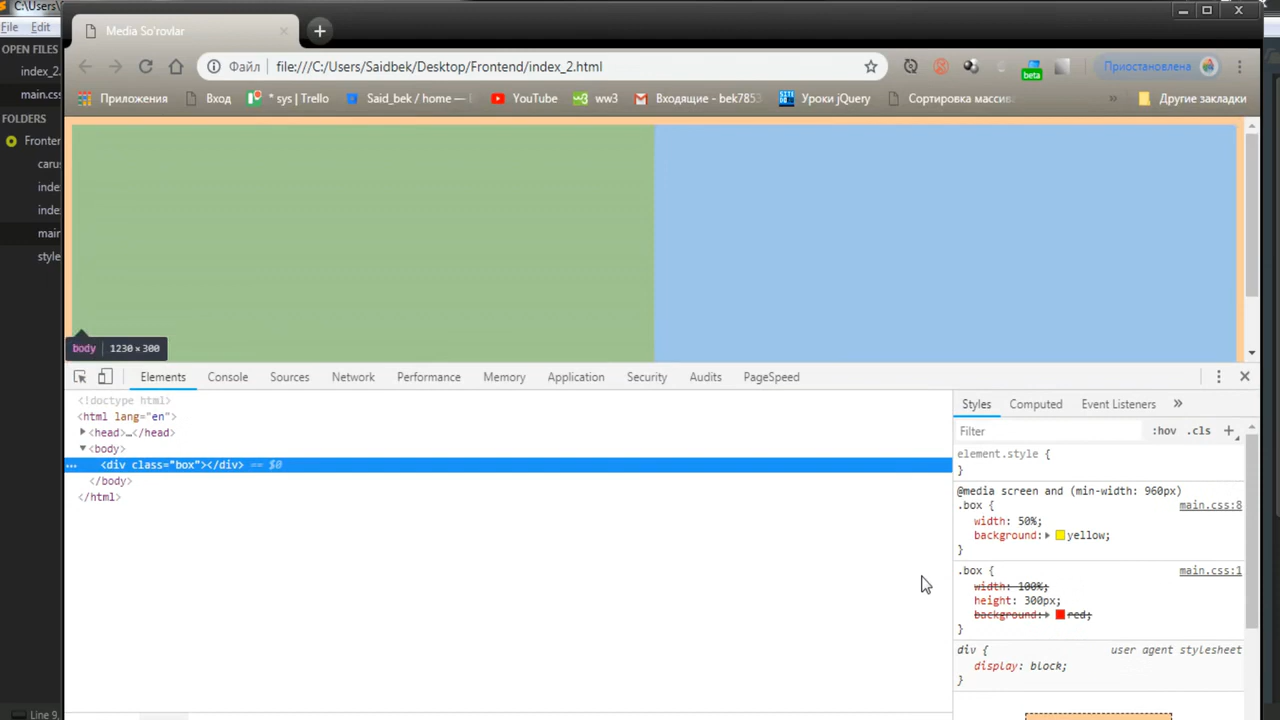 C:\Users\
File Edit
OPEN FILES
index_2.
main.css
FOLDERS
Fronter
caru
inde
inde
main
style
Line 9,
Media So'rovlar
Файл file:///C:/Users/Saidbek/Desktop/Frontend/index_2.html
beta
Приостановлена
Приложения Вход * sys | Trello Said_bek / home — YouTube ww3 Входящие - bek785 Уроки jQuery Сортировка массив » Другие закладки
body 1230 × 300
Elements Console Sources Network Performance Memory Application Security Audits PageSpeed
<!doctype html>
<html lang="en">
<head>…</head>
<body>
… <div class="box"></div> == $0
</body>
</html>
Styles Computed Event Listeners »
Filter :hov .cls +
element.style {
}
@media screen and (min-width: 960px)
.box { main.css:8
width: 50%;
background: yellow;
}
.box { main.css:1
width: 100%;
height: 300px;
background: red;
}
div { user agent stylesheet
display: block;
}